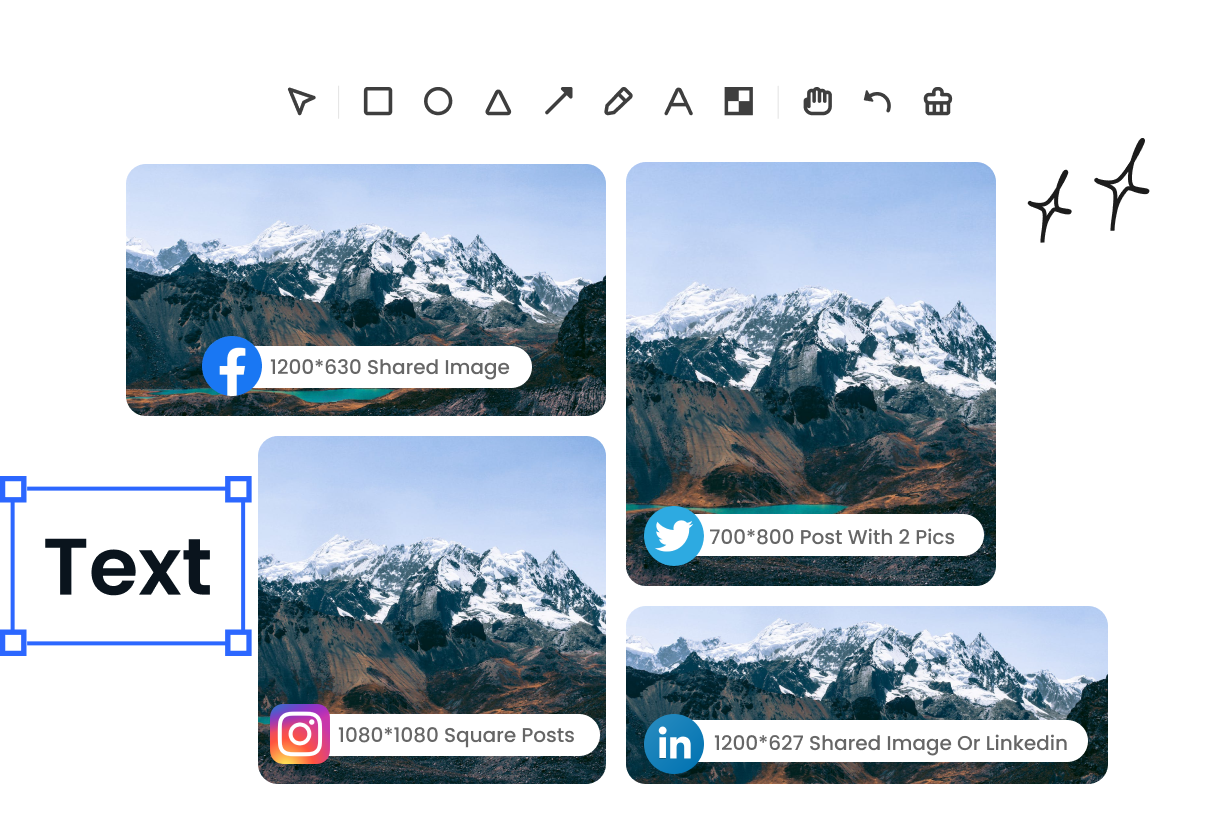 1200*630 Shared Image
700*800 Post With 2 Pics
Text
1080*1080 Square Posts
in
1200*627 Shared Image Or Linkedin